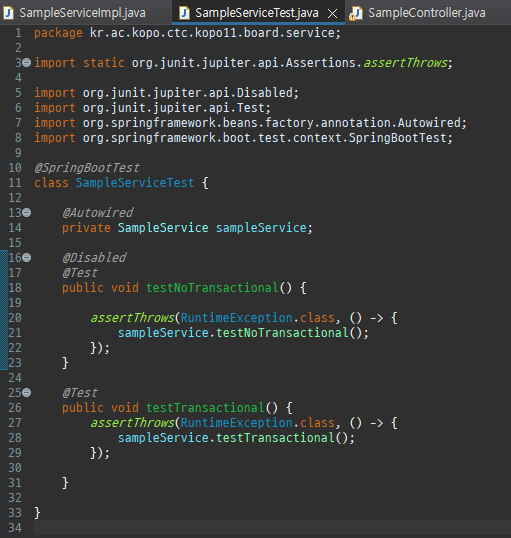 SampleServiceImpl.java SampleServiceTest.java SampleController.java
1 package kr.ac.kopo.ctc.kopo11.board.service;
2
3 import static org.junit.jupiter.api.Assertions.assertThrows;
4
5 import org.junit.jupiter.api.Disabled;
6 import org.junit.jupiter.api.Test;
7 import org.springframework.beans.factory.annotation.Autowired;
8 import org.springframework.boot.test.context.SpringBootTest;
9
10 @SpringBootTest
11 class SampleServiceTest {
12
13     @Autowired
14     private SampleService sampleService;
15
16     @Disabled
17     @Test
18     public void testNoTransactional() {
19
20         assertThrows(RuntimeException.class, () -> {
21             sampleService.testNoTransactional();
22         });
23     }
24
25     @Test
26     public void testTransactional() {
27         assertThrows(RuntimeException.class, () -> {
28             sampleService.testTransactional();
29         });
30
31     }
32
33 }
34